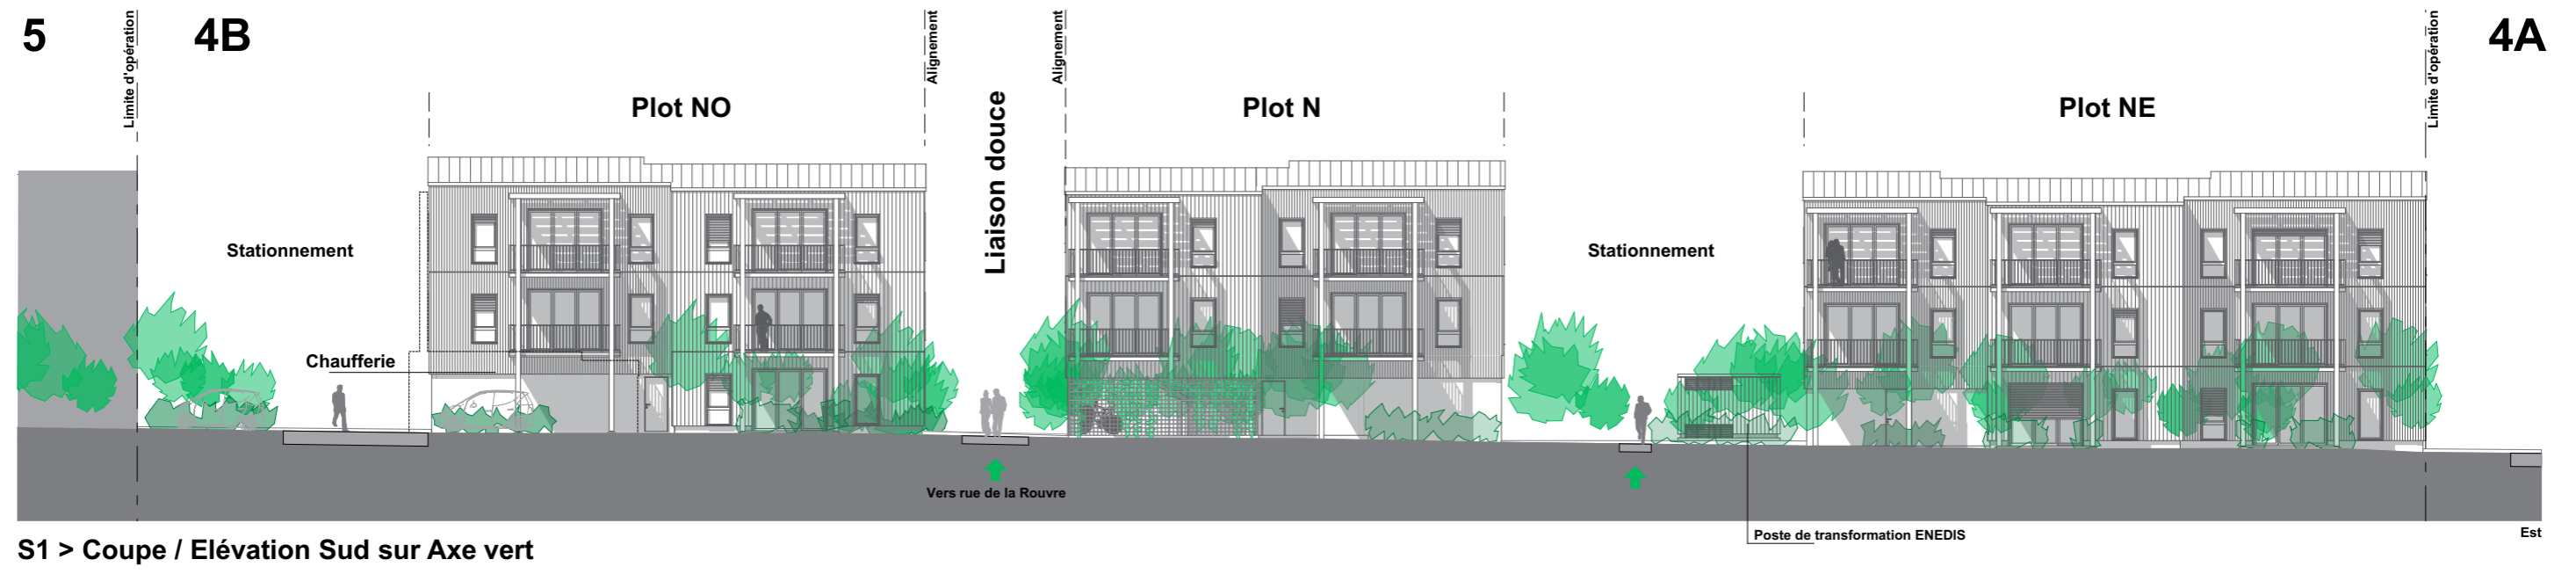 5
4B
4A
Limite d'opération
Alignement
Alignement
Limite d'opération
Plot NO
Liaison douce
Plot N
Plot NE
Stationnement
Stationnement
Chaufferie
Vers rue de la Rouvre
Poste de transformation ENEDIS
Est
S1 > Coupe / Elévation Sud sur Axe vert